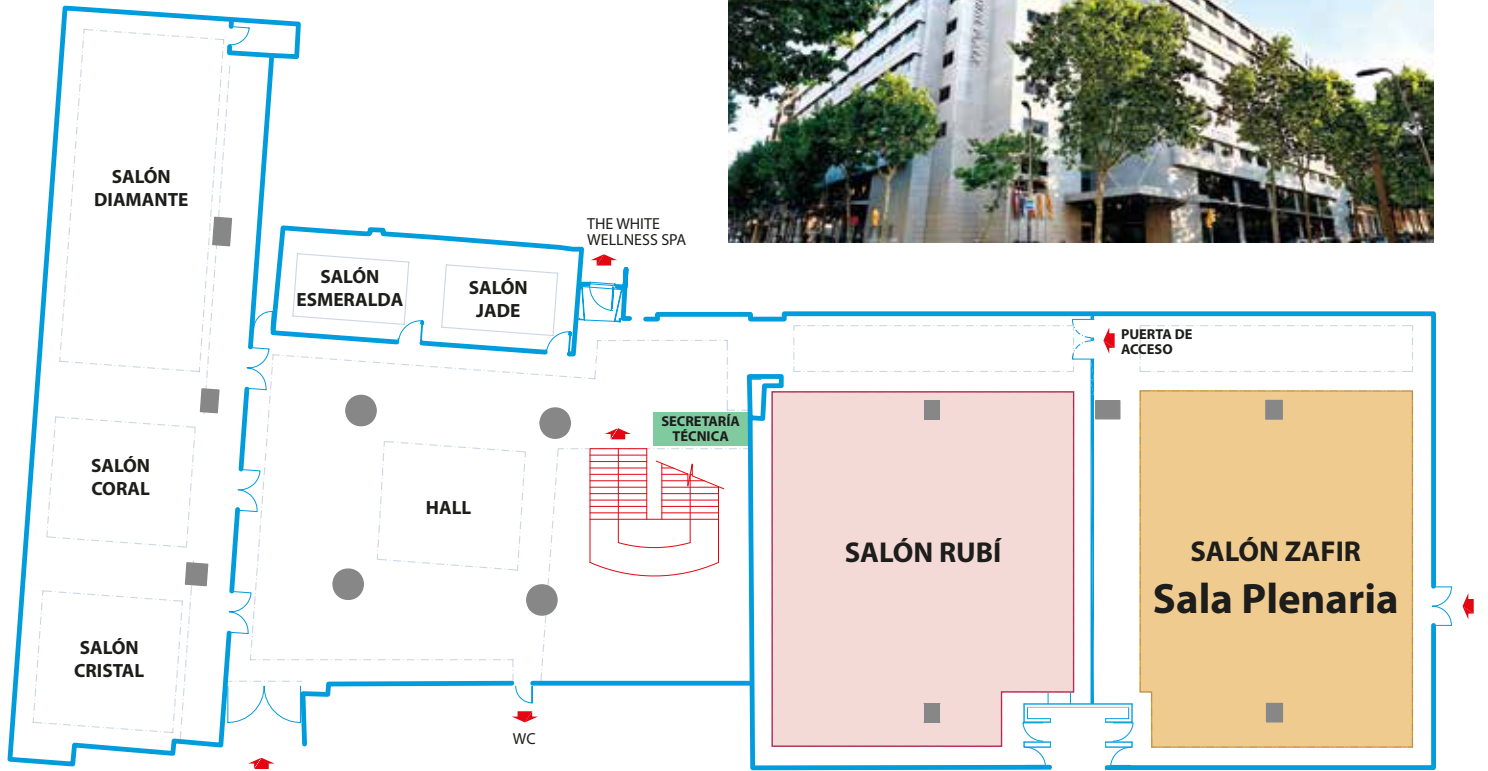 SALÓN
DIAMANTE
THE WHITE
WELLNESS SPA
SALÓN
ESMERALDA
SALÓN
JADE
PUERTA DE
ACCESO
SECRETARÍA
TÉCNICA
SALÓN
CORAL
HALL
SALÓN RUBÍ
SALÓN ZAFIR
Sala Plenaria
SALÓN
CRISTAL
WC